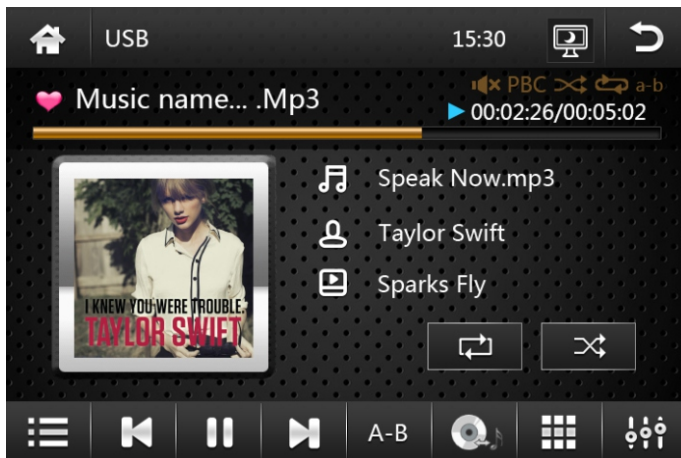 USB
15:30
Music name... .Mp3
PBC a-b
00:02:26/00:05:02
Speak Now.mp3
Taylor Swift
Sparks Fly
I KNEW YOU WERE TROUBLE.
TAYLOR SWIFT
A-B